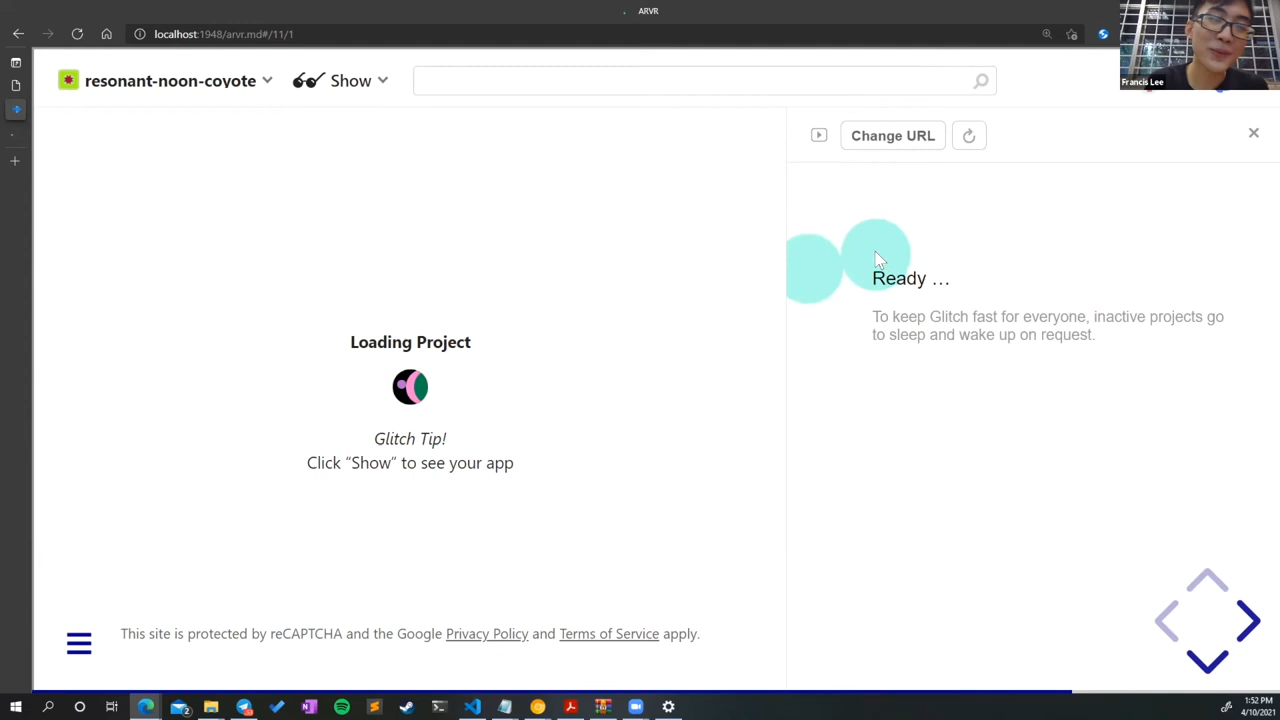 ARVR
localhost:1948/arvr.md#/11/1
resonant-noon-coyote
Show
Francis Lee
Change URL
Ready …
To keep Glitch fast for everyone, inactive projects go
to sleep and wake up on request.
Loading Project
Glitch Tip!
Click “Show” to see your app
This site is protected by reCAPTCHA and the Google Privacy Policy and Terms of Service apply.
2
1:52 PM
4/10/2021